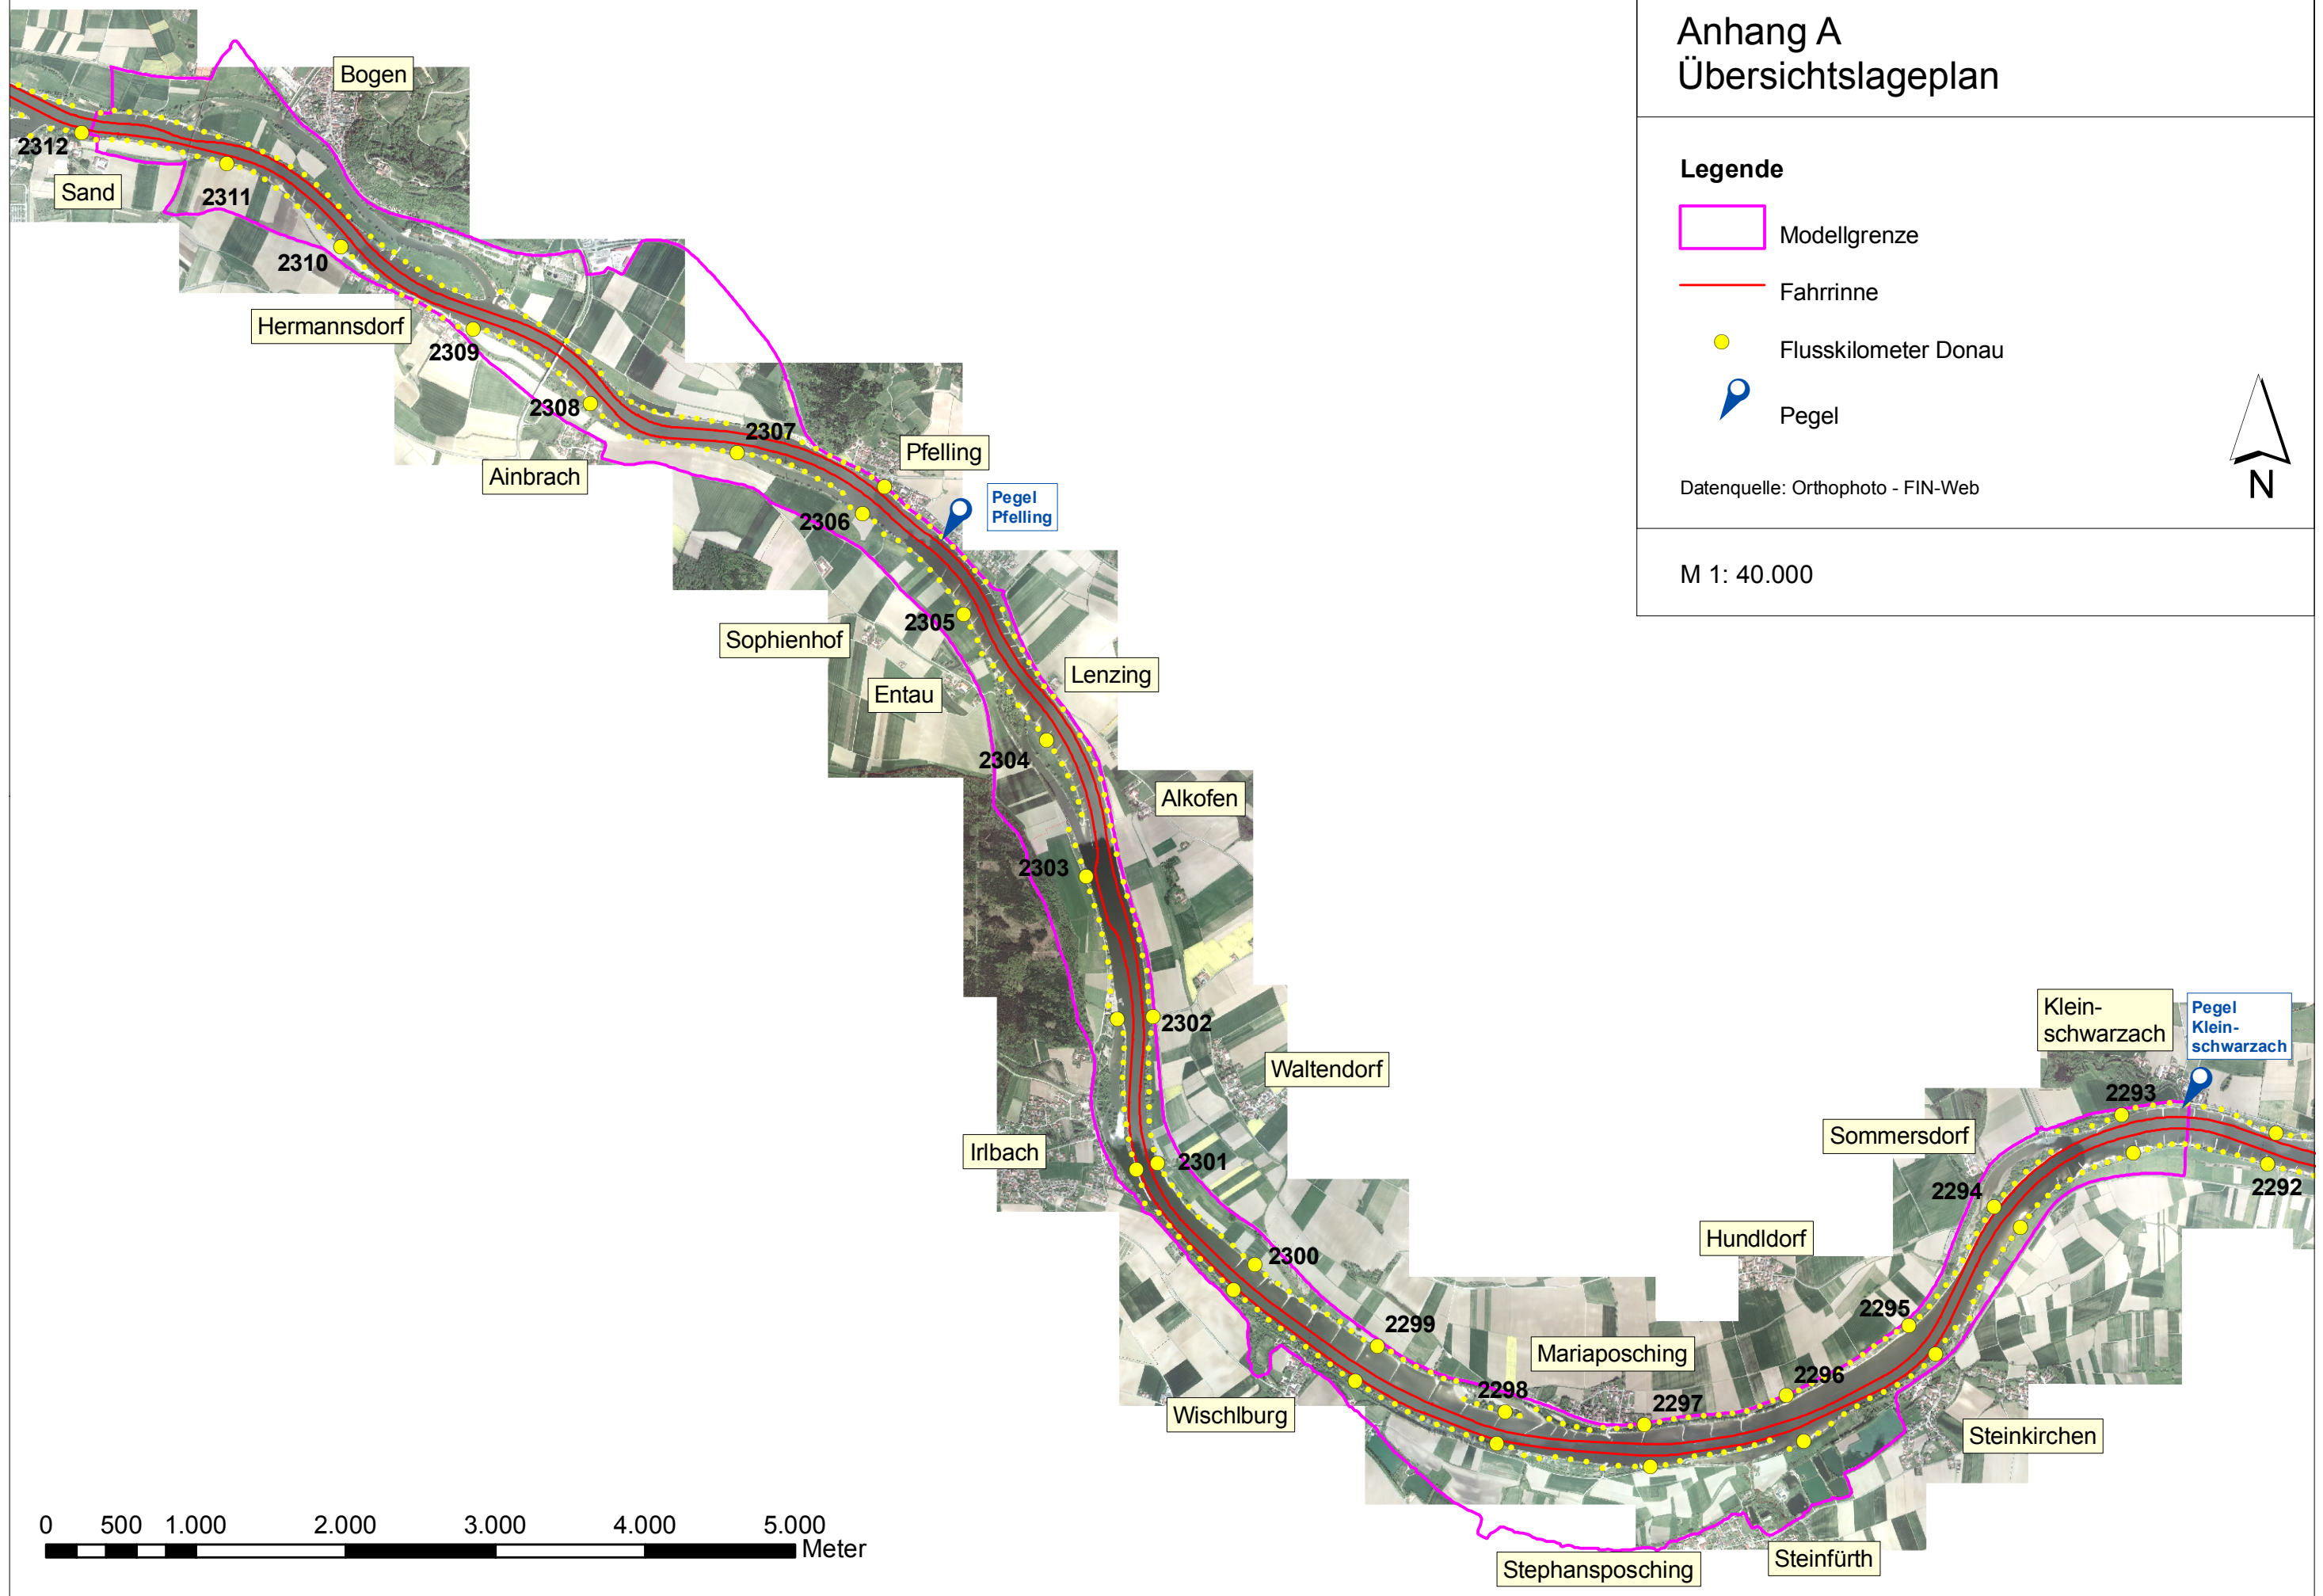 Anhang A
Übersichtslageplan
Legende
Modellgrenze
Fahrrinne
Flusskilometer Donau
Pegel
Datenquelle: Orthophoto - FIN-Web
N
M 1: 40.000
Bogen
2312
Sand
2311
2310
Hermannsdorf
2309
2308
2307
Ainbrach
Pfelling
Pegel
Pfelling
2306
2305
Sophienhof
Lenzing
Entau
2304
Alkofen
2303
2302
Waltendorf
Irlbach
2301
2300
2299
2298
Wischlburg
Mariaposching
2297
2296
2295
Hundldorf
2294
Sommersdorf
2293
Klein-
schwarzach
Pegel
Klein-
schwarzach
2292
Steinkirchen
Steinfürth
Stephansposching
0 500 1.000 2.000 3.000 4.000 5.000
Meter